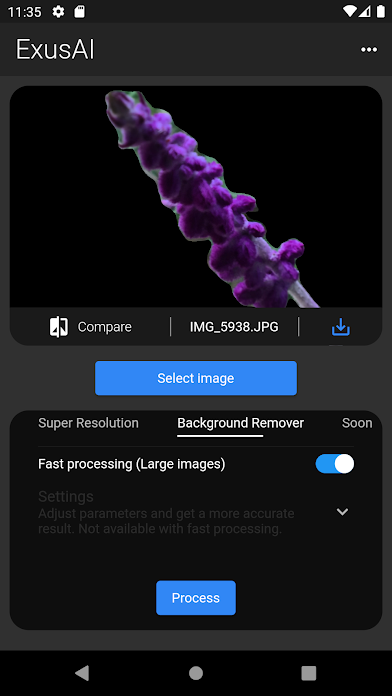 11:35
ExusAI
Compare
IMG_5938.JPG
Select image
Super Resolution
Background Remover
Soon
Fast processing (Large images)
Settings
Adjust parameters and get a more accurate
result. Not available with fast processing.
Process